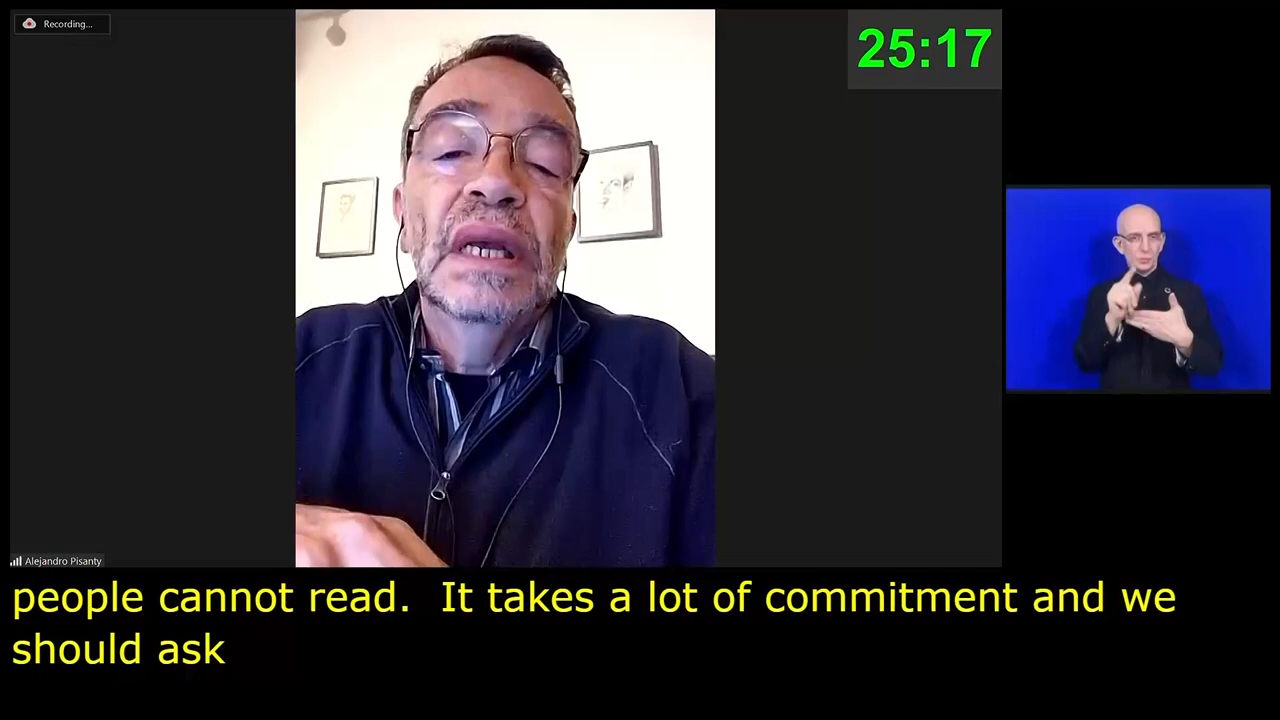 Recording...
25:17
Alejandro Pisanty
people cannot read.  It takes a lot of commitment and we
should ask